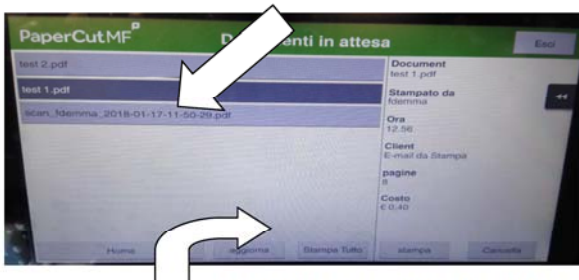 PaperCutMF
enti in attesa
Esci
test 2.pdf
test 1.pdf
scan_fdemma_2018-01-17-11-50-29.pdf
Document
test 1.pdf
Stampato da
fdemma
Ora
12.56
Client
E-mail da Stampa
pagine
8
Costo
€ 0,40
Home
aggiorna
Stampa Tutto
stampa
Cancella